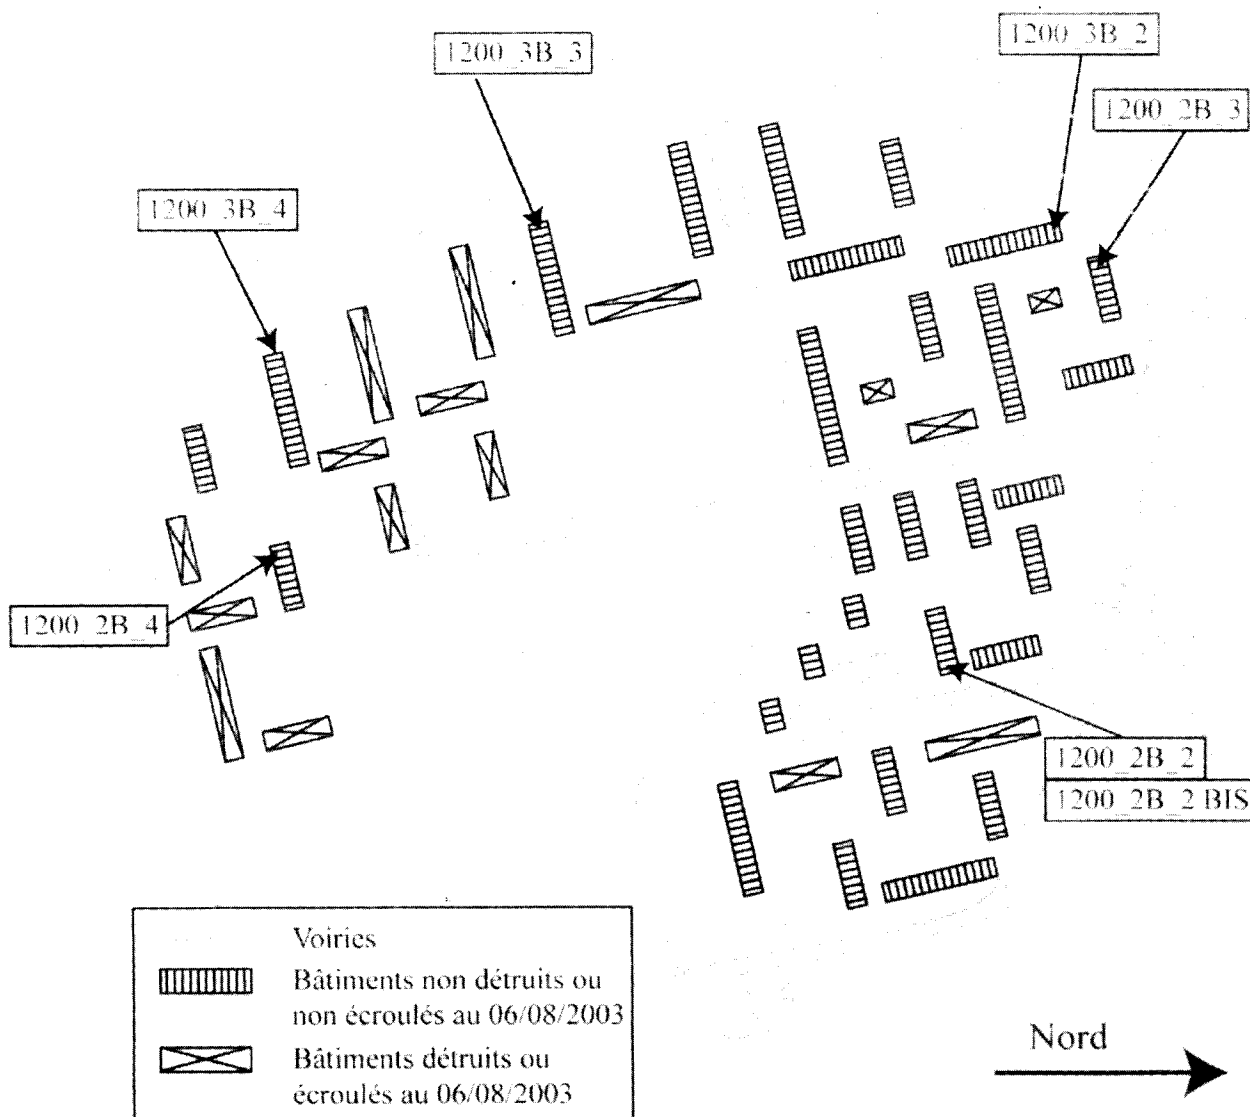 1200_3B_3
1200_3B_2
1200_2B_3
1200_3B_4
1200_2B_4
1200_2B_2
1200_2B_2 BIS
Voiries
Bâtiments non détruits ou
non écroulés au 06/08/2003
Bâtiments détruits ou
écroulés au 06/08/2003
Nord